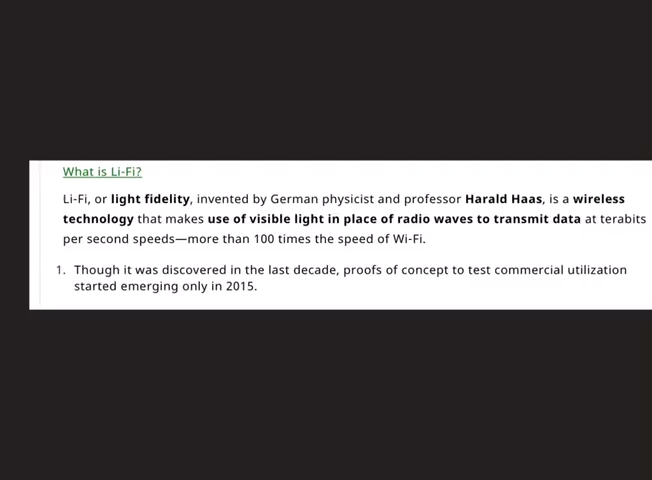 What is Li-Fi?
Li-Fi, or light fidelity, invented by German physicist and professor Harald Haas, is a wireless
technology that makes use of visible light in place of radio waves to transmit data at terabits
per second speeds—more than 100 times the speed of Wi-Fi.
1. Though it was discovered in the last decade, proofs of concept to test commercial utilization
started emerging only in 2015.